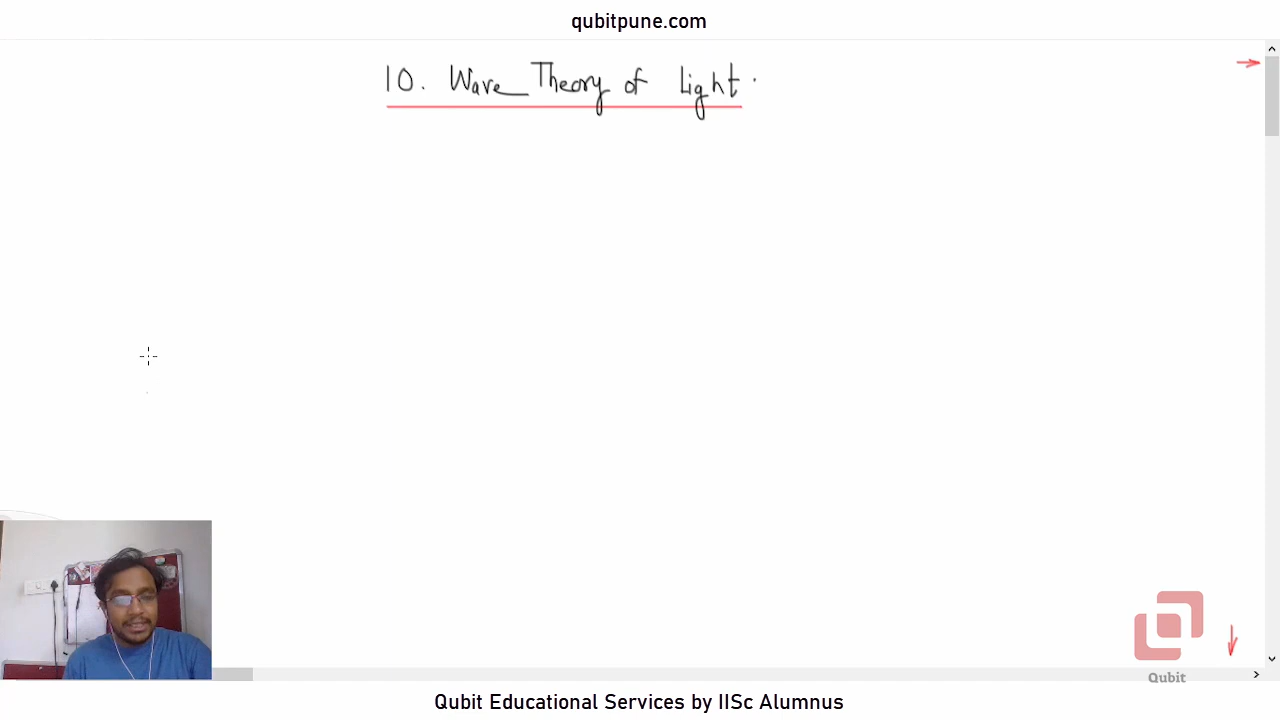 qubitpune.com
10. Wave Theory of Light.
Qubit
Qubit Educational Services by IISc Alumnus